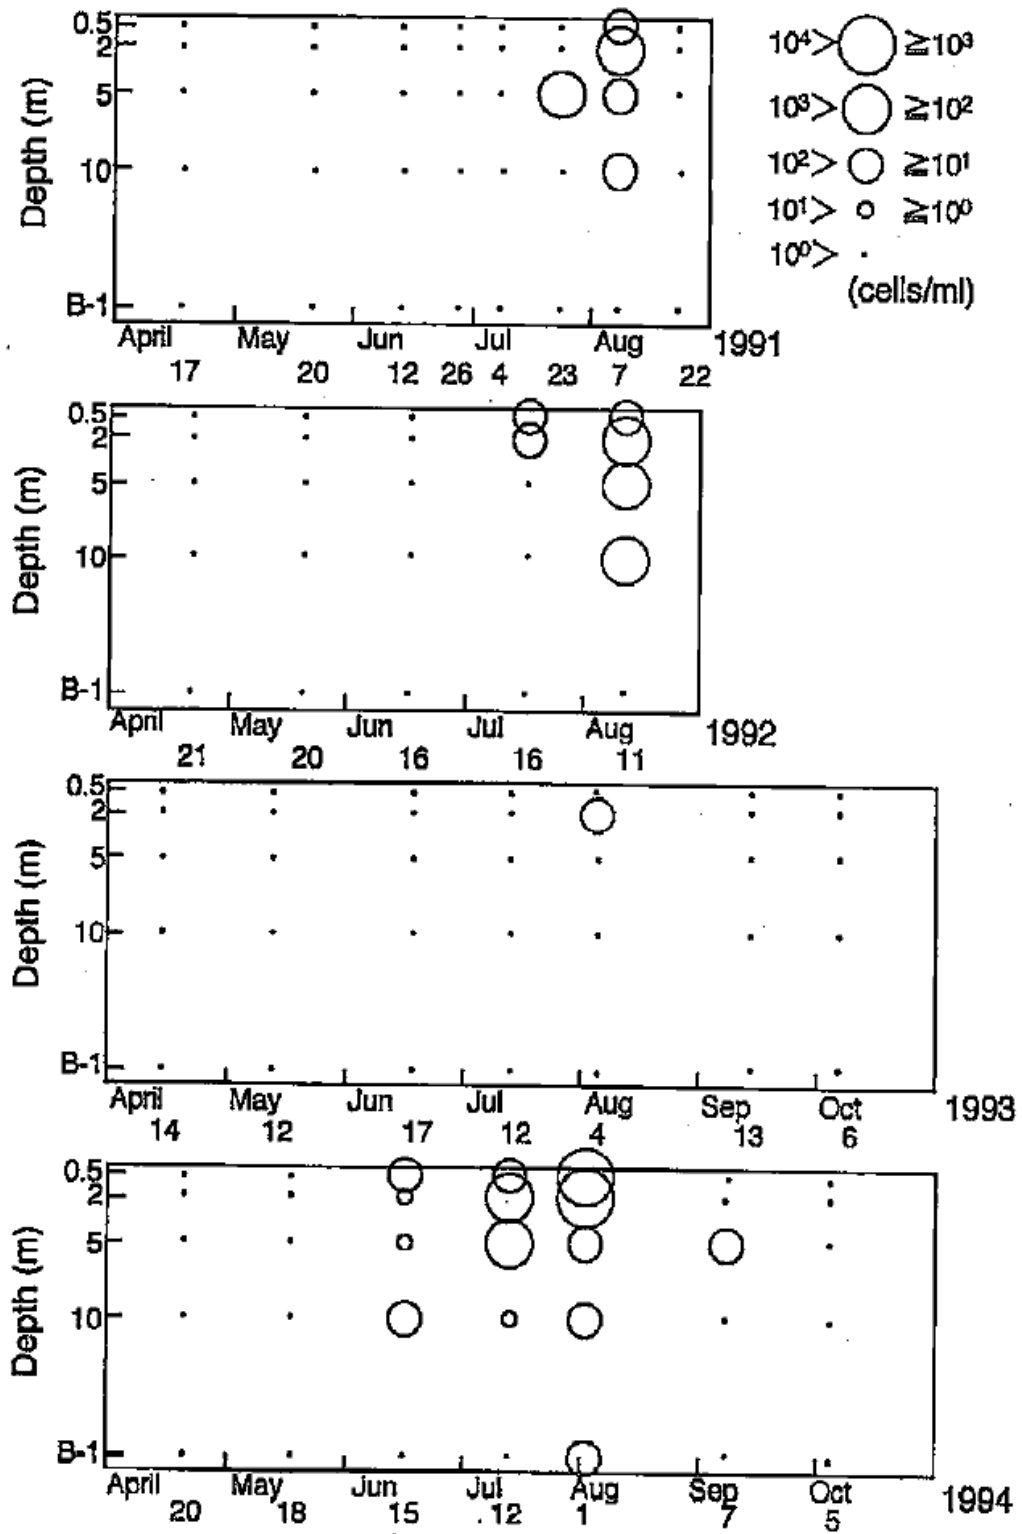 0.5
2
5
10
B-1
Depth (m)
April May Jun Jul Aug 1991
17 20 12 26 4 23 7 22
10⁴> ≧10³
10³> ≧10²
10²> ≧10¹
10¹> ≧10⁰
10⁰>
(cells/ml)
0.5
2
5
10
B-1
Depth (m)
April May Jun Jul Aug 1992
21 20 16 16 11
0.5
2
5
10
B-1
Depth (m)
April May Jun Jul Aug Sep Oct 1993
14 12 17 12 4 13 6
0.5
2
5
10
B-1
Depth (m)
April May Jun Jul Aug Sep Oct 1994
20 18 15 12 1 7 5